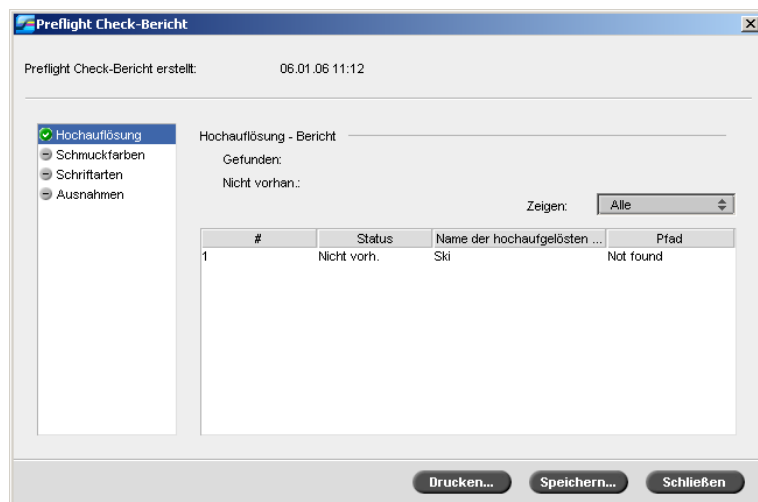 Preflight Check-Bericht
Preflight Check-Bericht erstellt: 06.01.06 11:12
Hochauflösung
Schmuckfarben
Schriftarten
Ausnahmen
Hochauflösung - Bericht
Gefunden:
Nicht vorhan.:
Zeigen: Alle
# Status Name der hochaufgelösten ... Pfad
1 Nicht vorh. Ski Not found
Drucken... Speichern... Schließen